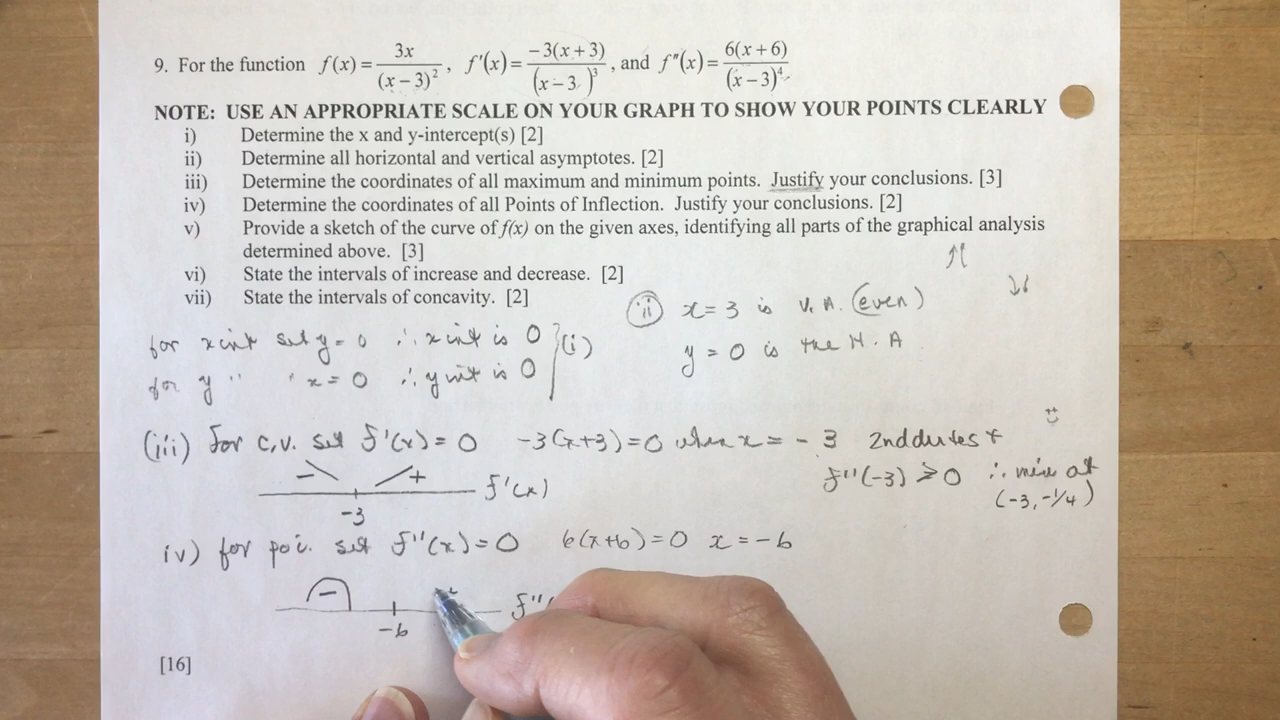 9. For the function f(x) = 3x/(x − 3)², f'(x) = −3(x + 3)/(x − 3)³, and f"(x) = 6(x + 6)/(x − 3)⁴
NOTE: USE AN APPROPRIATE SCALE ON YOUR GRAPH TO SHOW YOUR POINTS CLEARLY
i) Determine the x and y-intercept(s) [2]
ii) Determine all horizontal and vertical asymptotes. [2]
iii) Determine the coordinates of all maximum and minimum points. Justify your conclusions. [3]
iv) Determine the coordinates of all Points of Inflection. Justify your conclusions. [2]
v) Provide a sketch of the curve of f(x) on the given axes, identifying all parts of the graphical analysis
determined above. [3]
vi) State the intervals of increase and decrease. [2]
vii) State the intervals of concavity. [2]
(ii) x = 3 is V.A. (even)
y = 0 is the H.A
for x int set y = 0 ∴ x int is 0 (i)
for y " " x = 0 ∴ y int is 0
(iii) for c.v. set f'(x) = 0 −3(x+3) = 0 when x = − 3 2nd
− + f'(x)
−3
f''(−3) > 0 ∴ min at
(−3, −1/4)
iv) for poi. set f''(x) = 0 6(x+6) = 0 x = −6
− f''
−6
[16]